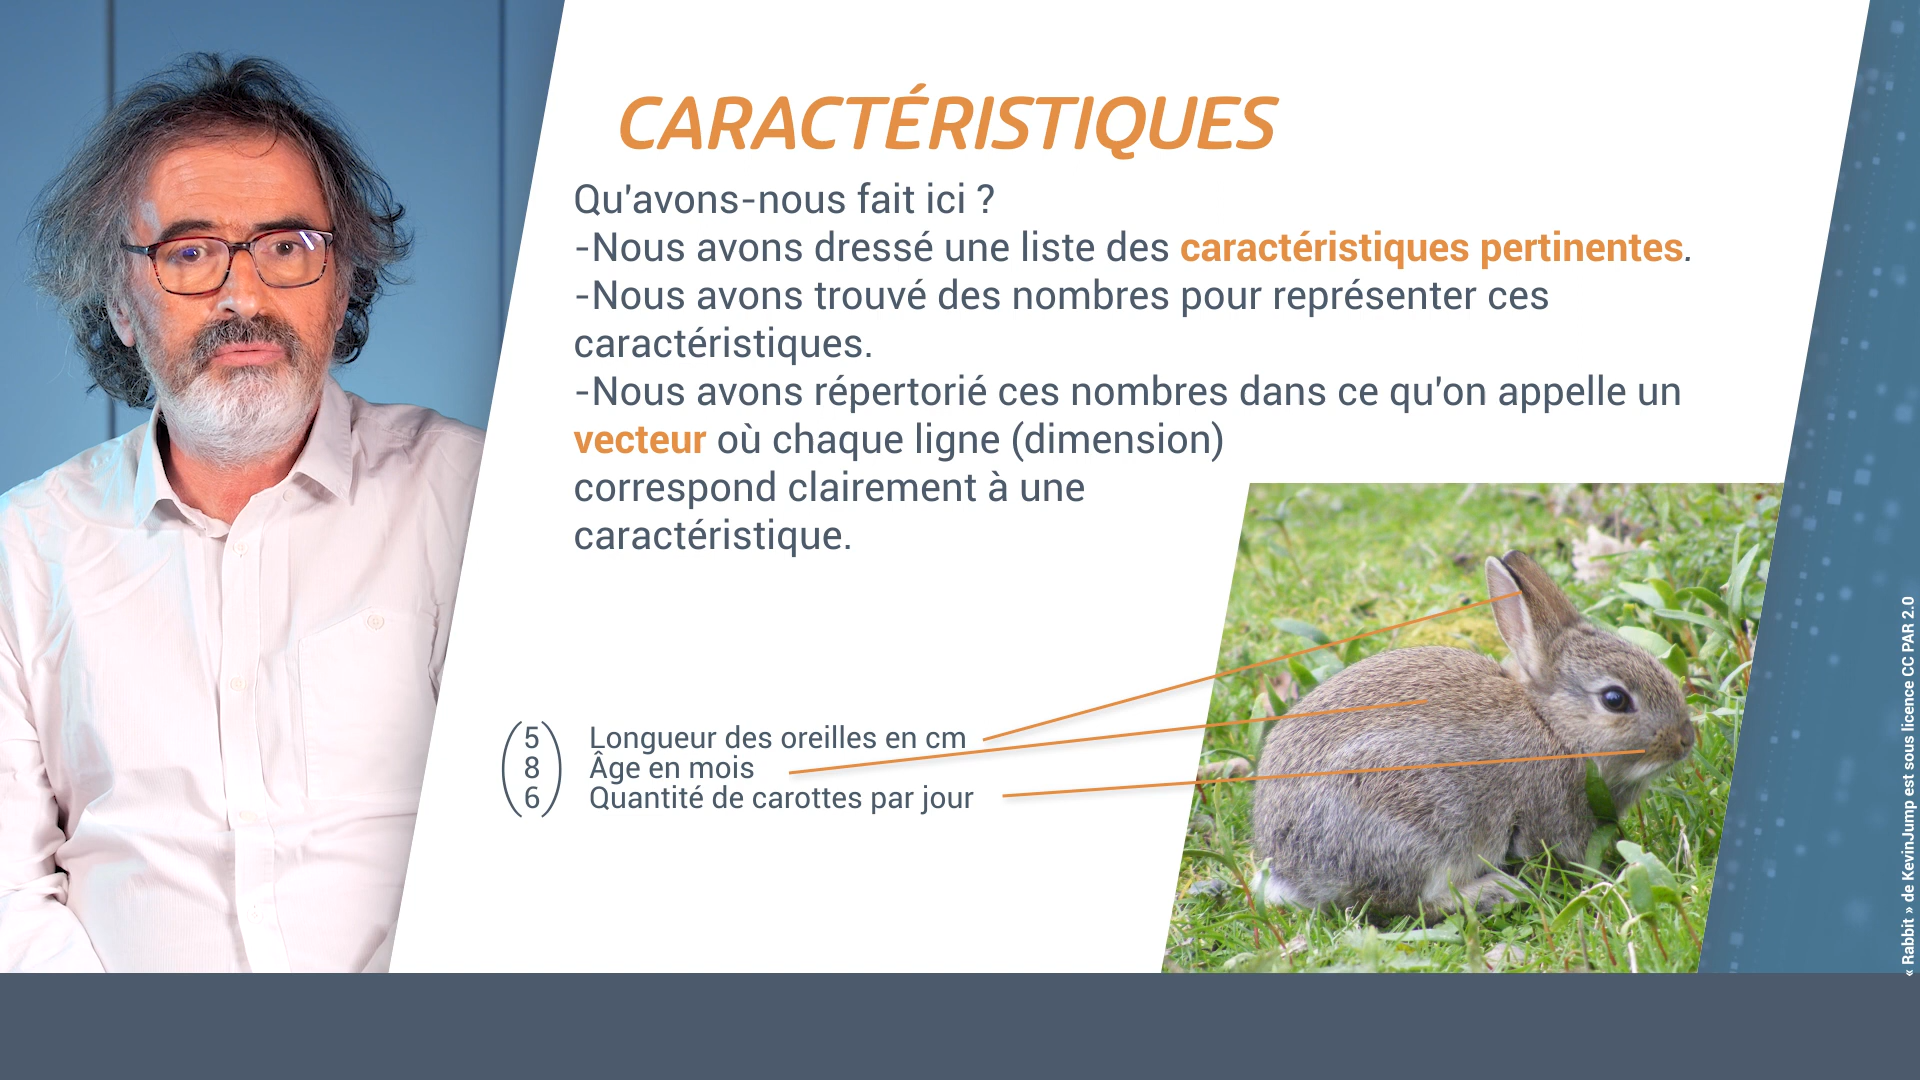 CARACTÉRISTIQUES
Qu'avons-nous fait ici ?
-Nous avons dressé une liste des caractéristiques pertinentes.
-Nous avons trouvé des nombres pour représenter ces
caractéristiques.
-Nous avons répertorié ces nombres dans ce qu'on appelle un
vecteur où chaque ligne (dimension)
correspond clairement à une
caractéristique.
5 Longueur des oreilles en cm
8 Âge en mois
6 Quantité de carottes par jour
« Rabbit » de KevinJump est sous licence CC PAR 2.0